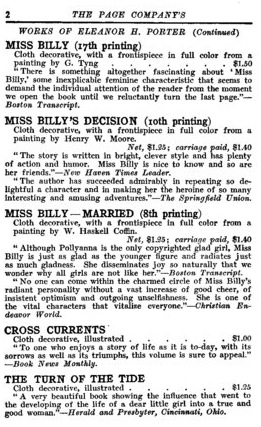 2 THE PAGE COMPANY'S
WORKS OF ELEANOR H. PORTER (Continued)
MISS BILLY (17th printing)
Cloth decorative, with a frontispiece in full color from a
painting by G. Tyng . . . . . . $1.50
"There is something altogether fascinating about 'Miss
Billy,' some inexplicable feminine characteristic that seems to
demand the individual attention of the reader from the moment
we open the book until we reluctantly turn the last page."—
Boston Transcript.
MISS BILLY'S DECISION (10th printing)
Cloth decorative, with a frontispiece in full color from a
painting by Henry W. Moore.
Net, $1.25; carriage paid, $1.40
"The story is written in bright, clever style and has plenty
of action and humor. Miss Billy is nice to know and so are
her friends."—New Haven Times Leader.
"The author has succeeded admirably in repeating so de-
lightful a character and in making her the heroine of so many
interesting and amusing adventures."—The Springfield Union.
MISS BILLY—MARRIED (8th printing)
Cloth decorative, with a frontispiece in full color from a
painting by W. Haskell Coffin.
Net, $1.25; carriage paid, $1.40
"Although Pollyanna is the only copyrighted glad girl, Miss
Billy is just as glad as the younger figure and radiates just
as much gladness. She disseminates joy so naturally that we
wonder why all girls are not like her."—Boston Transcript.
"No one can come within the charmed circle of Miss Billy's
radiant personality without a vast increase of good cheer, of
insistent optimism and outgoing unselfishness. She is one of
the vital characters that vitalize everyone."—Christian En-
deavor World.
CROSS CURRENTS
Cloth decorative, illustrated . . . . . $1.00
"To one who enjoys a story of life as it is to-day, with its
sorrows as well as its triumphs, this volume is sure to appeal."
—Book News Monthly.
THE TURN OF THE TIDE
Cloth decorative, illustrated . . . . . $1.25
"A very beautiful book showing the influence that went to
the developing of the life of a dear little girl into a true and
good woman."—Herald and Presbyter, Cincinnati, Ohio.